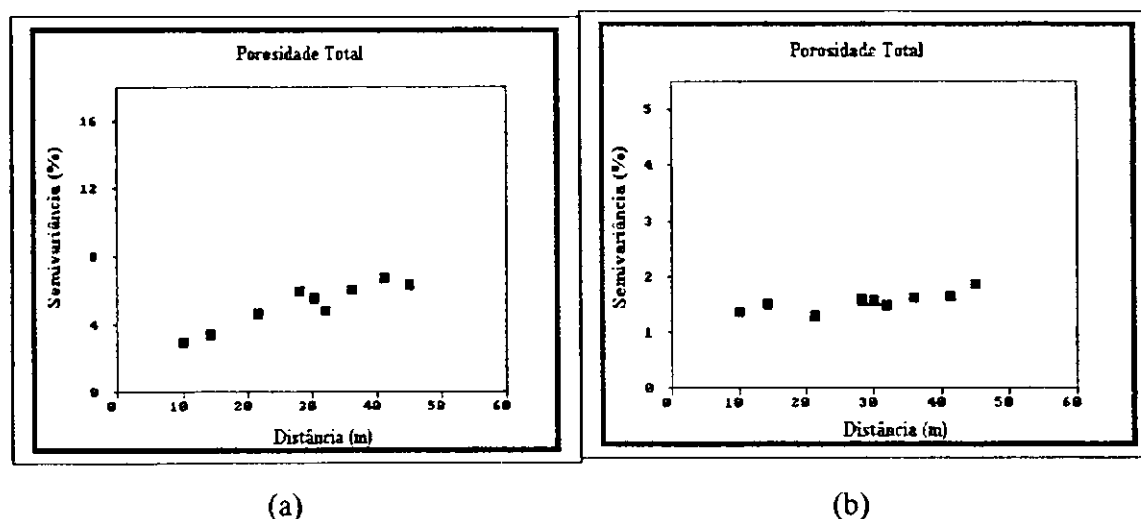 Porosidade Total
Semivariância (%)
16
12
8
4
0
0 10 20 30 40 50 60
Distância (m)
(a)
Porosidade Total
Semivariância (%)
5
4
3
2
1
0
0 10 20 30 40 50 60
Distância (m)
(b)